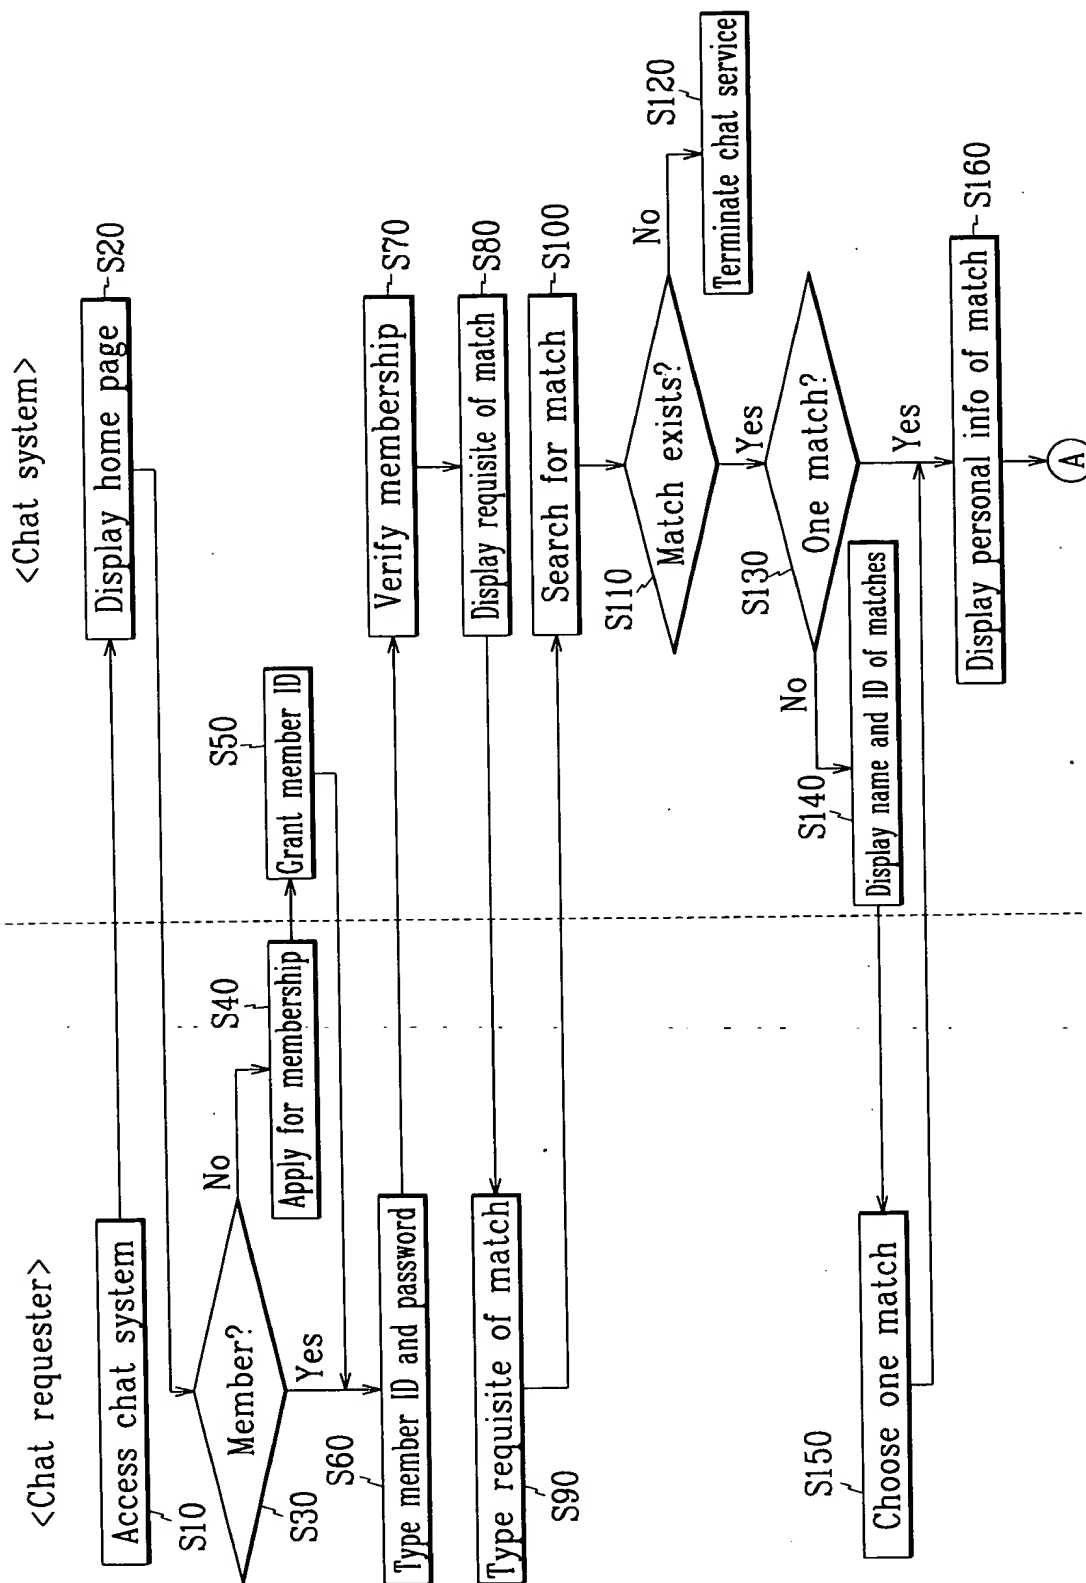 <Chat requester>
<Chat system>
Access chat system
S10
Display home page
S20
Member?
S30
No
Yes
Apply for membership
S40
Grant member ID
S50
Type member ID and password
S60
Verify membership
S70
Display requisite of match
S80
Type requisite of match
S90
Search for match
S100
Match exists?
S110
No
Yes
Terminate chat service
S120
One match?
S130
No
Yes
Display name and ID of matches
S140
Choose one match
S150
Display personal info of match
S160
A